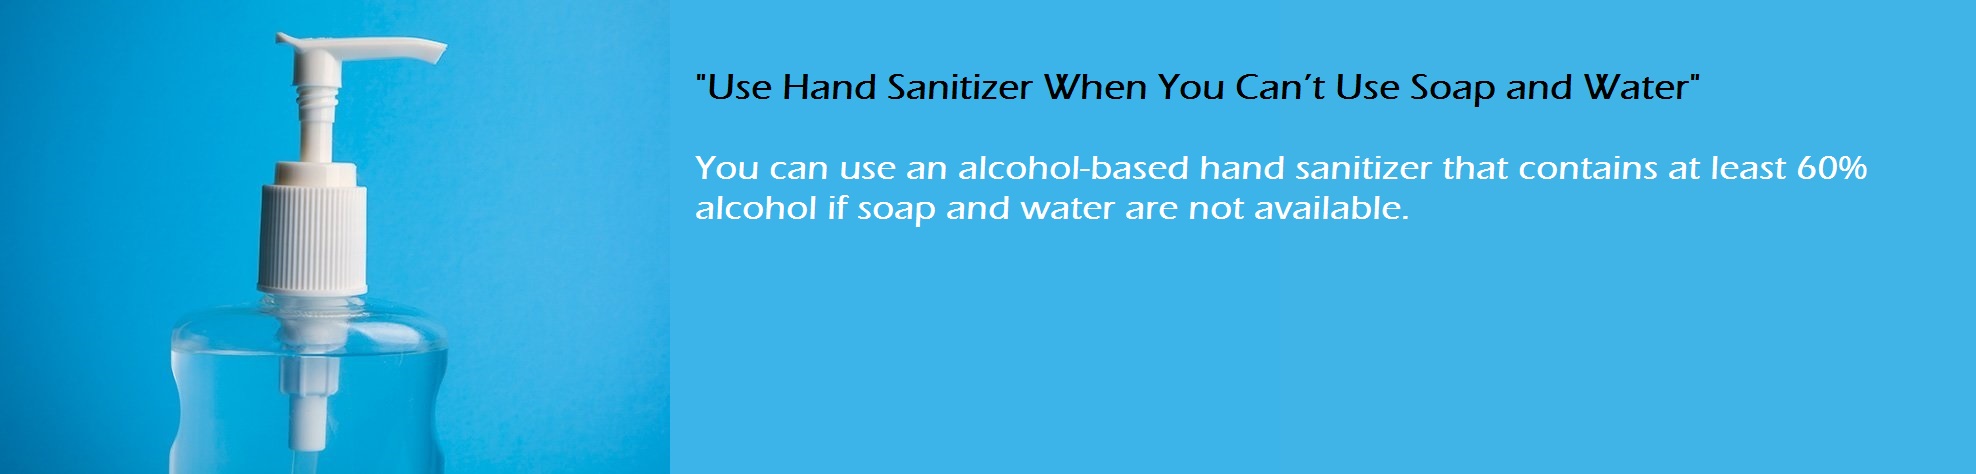 "Use Hand Sanitizer When You Can’t Use Soap and Water"
You can use an alcohol-based hand sanitizer that contains at least 60%
alcohol if soap and water are not available.